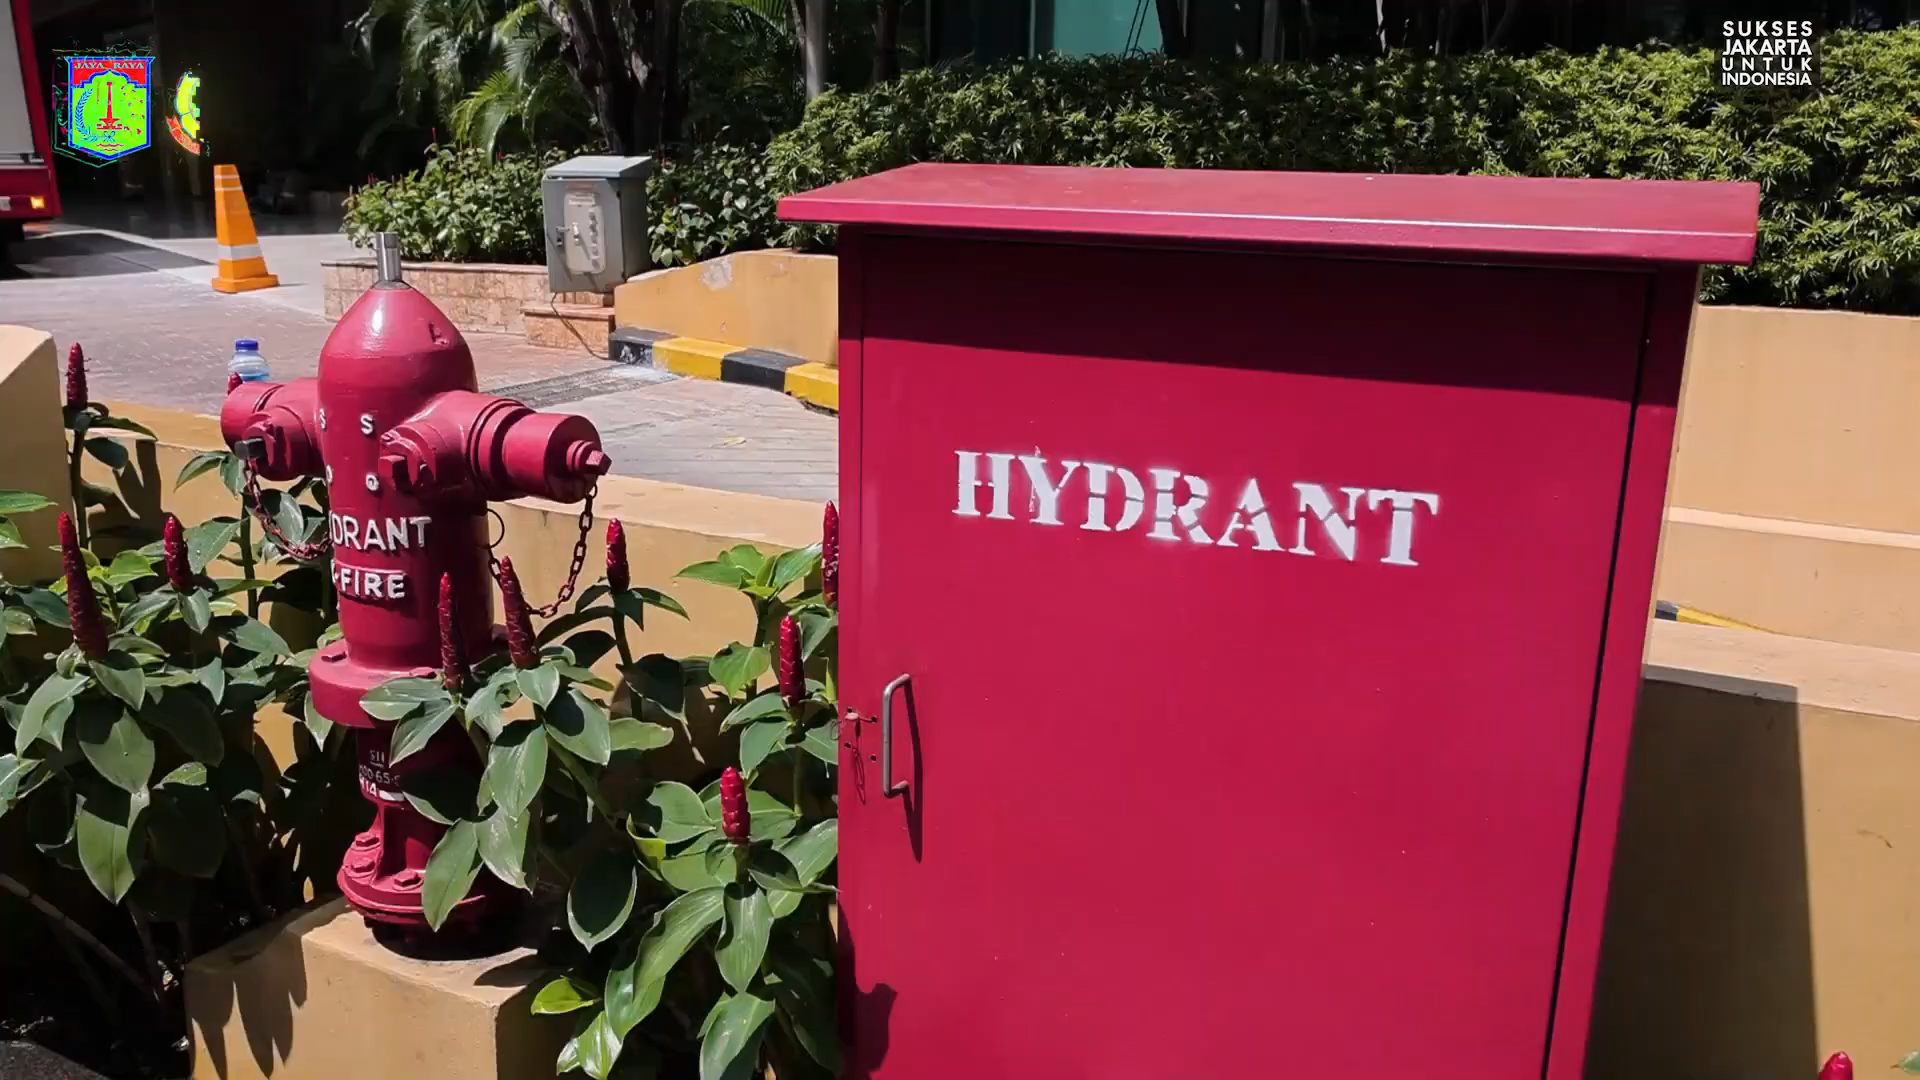 JAYA RAYA
SUKSES
JAKARTA
UNTUK
INDONESIA
S S
Q
DRANT
FIRE
HYDRANT